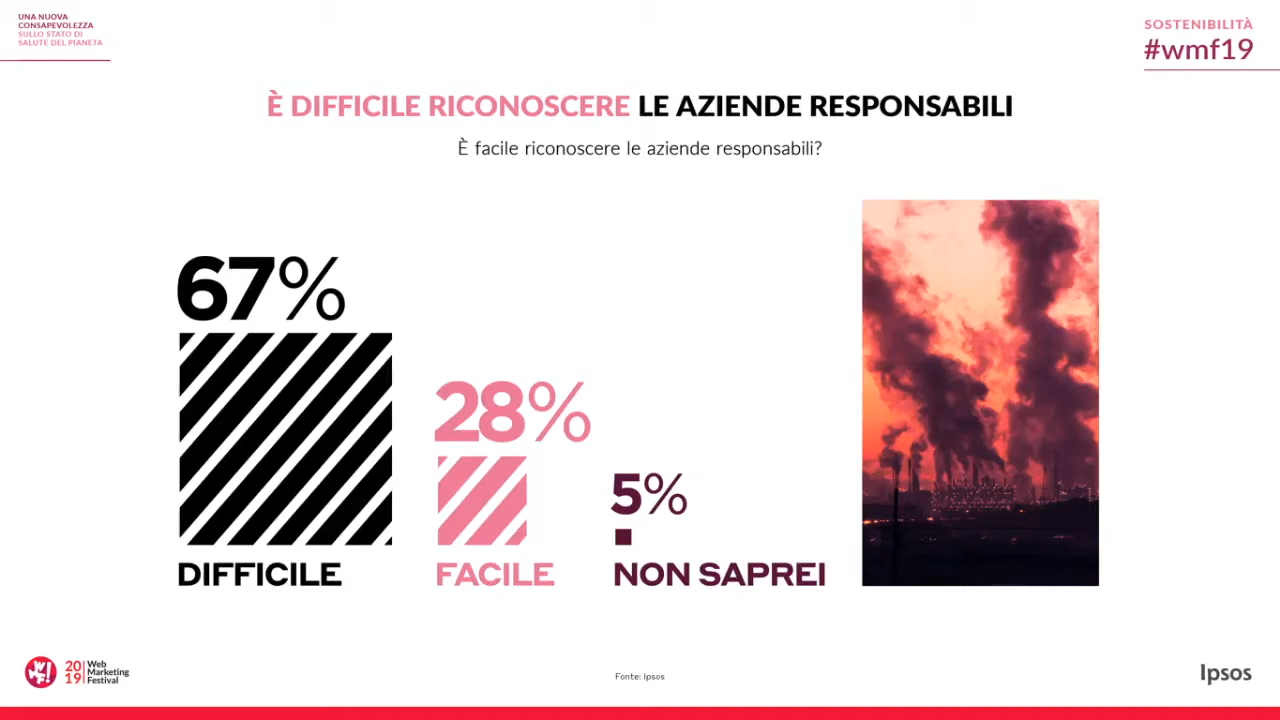 UNA NUOVA
CONSAPEVOLEZZA
SULLO STATO DI
SALUTE DEL PIANETA
SOSTENIBILITÀ
#wmf19
È DIFFICILE RICONOSCERE LE AZIENDE RESPONSABILI
È facile riconoscere le aziende responsabili?
67%
DIFFICILE
28%
FACILE
5%
NON SAPREI
2019
Web
Marketing
Festival
Fonte: Ipsos
Ipsos